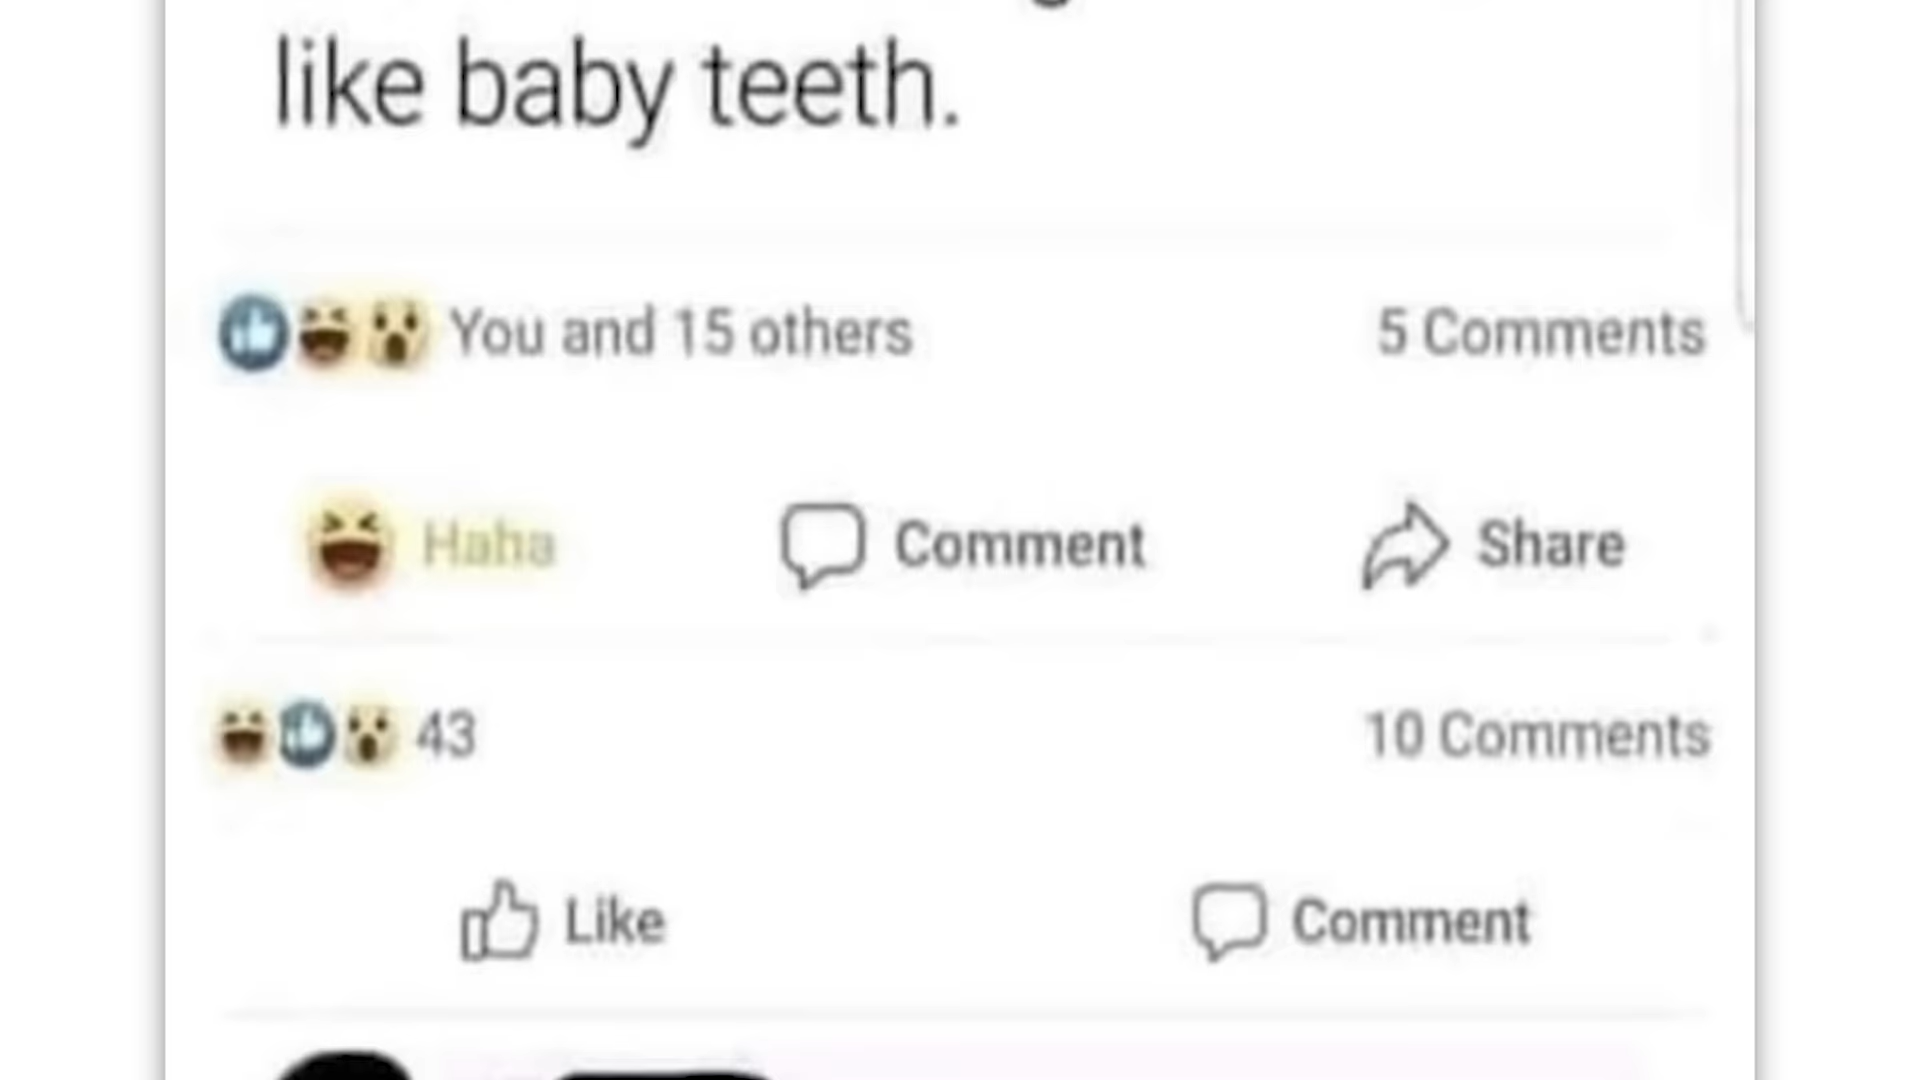 like baby teeth.
You and 15 others 5 Comments
Haha Comment Share
43 10 Comments
Like Comment